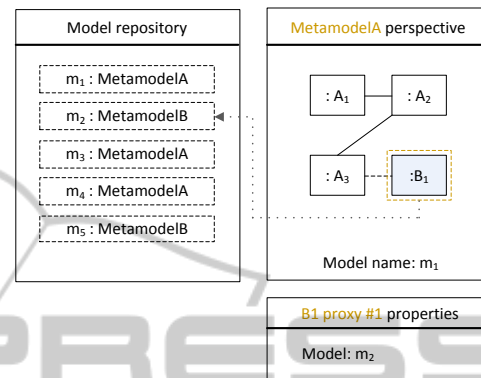 Model repository
m₁ : MetamodelA
m₂ : MetamodelB
m₃ : MetamodelA
m₄ : MetamodelA
m₅ : MetamodelB
MetamodelA perspective
: A₁
: A₂
: A₃
:B₁
Model name: m₁
B1 proxy #1 properties
Model: m₂
PRESS